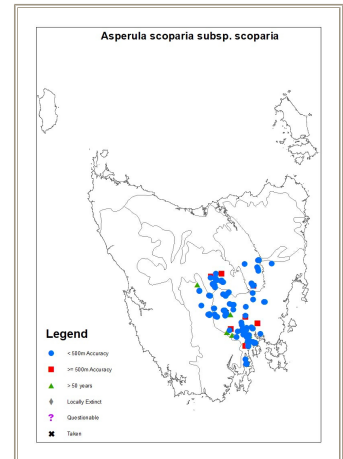 Asperula scoparia subsp. scoparia
Legend
< 500m Accuracy
>= 500m Accuracy
> 50 years
Locally Extinct
Questionable
Taken